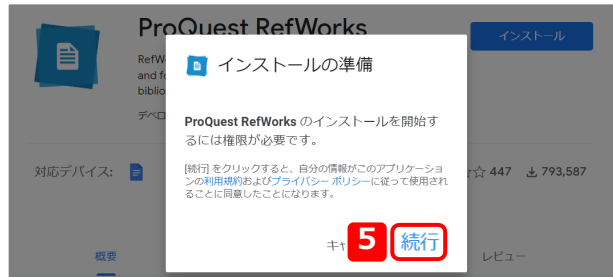 ProQuest RefWorks
インストール
RefW
and fo
biblio
デベロ
インストールの準備
ProQuest RefWorks のインストールを開始す
るには権限が必要です。
[続行] をクリックすると、自分の情報がこのアプリケーショ
ンの利用規約およびプライバシー ポリシーに従って使用され
ることに同意したことになります。
キャ
5
続行
対応デバイス:
447
793,587
概要
レビュー